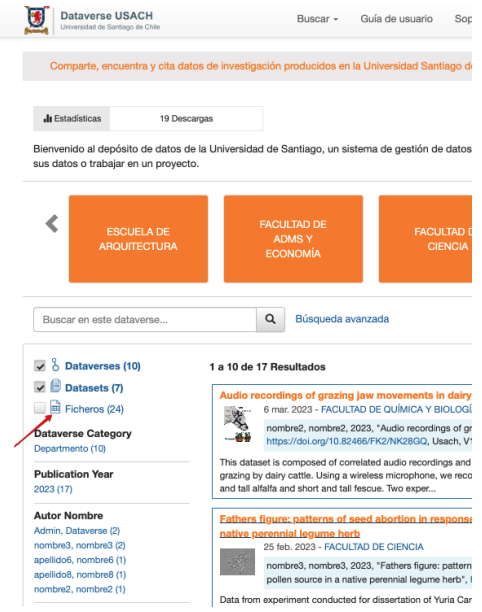 Dataverse USACH
Universidad de Santiago de Chile
Buscar
Guía de usuario
Sop
Comparte, encuentra y cita datos de investigación producidos en la Universidad Santiago d
Estadísticas
19 Descargas
Bienvenido al depósito de datos de la Universidad de Santiago, un sistema de gestión de datos
sus datos o trabajar en un proyecto.
ESCUELA DE
ARQUITECTURA
FACULTAD DE
ADMS Y
ECONOMÍA
FACULTAD D
CIENCIA
Buscar en este dataverse...
Búsqueda avanzada
Dataverses (10)
Datasets (7)
Ficheros (24)
Dataverse Category
Departmento (10)
Publication Year
2023 (17)
Autor Nombre
Admin, Dataverse (2)
nombre3, nombre3 (2)
apellido6, nombre6 (1)
apellido8, nombre8 (1)
nombre2, nombre2 (1)
1 a 10 de 17 Resultados
Audio recordings of grazing jaw movements in dairy
6 mar. 2023 - FACULTAD DE QUÍMICA Y BIOLOGÍ
nombre2, nombre2, 2023, "Audio recordings of gr
https://doi.org/10.82466/FK2/NK28GQ, Usach, V1
This dataset is composed of correlated audio recordings and
grazing by dairy cattle. Using a wireless microphone, we reco
and tall alfalfa and short and tall fescue. Two exper...
Fathers figure: patterns of seed abortion in response
native perennial legume herb
25 feb. 2023 - FACULTAD DE CIENCIA
nombre3, nombre3, 2023, "Fathers figure: pattern
pollen source in a native perennial legume herb",
Data from experiment conducted for dissertation of Yuria Car